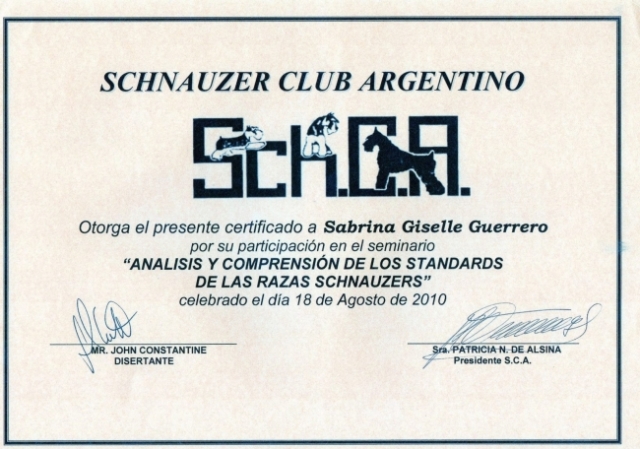 SCHNAUZER CLUB ARGENTINO
Sch.C.A.
Otorga el presente certificado a Sabrina Giselle Guerrero
por su participación en el seminario
“ANALISIS Y COMPRENSIÓN DE LOS STANDARDS
DE LAS RAZAS SCHNAUZERS”
celebrado el día 18 de Agosto de 2010
MR. JOHN CONSTANTINE
DISERTANTE
Sra. PATRICIA N. DE ALSINA
Presidente S.C.A.